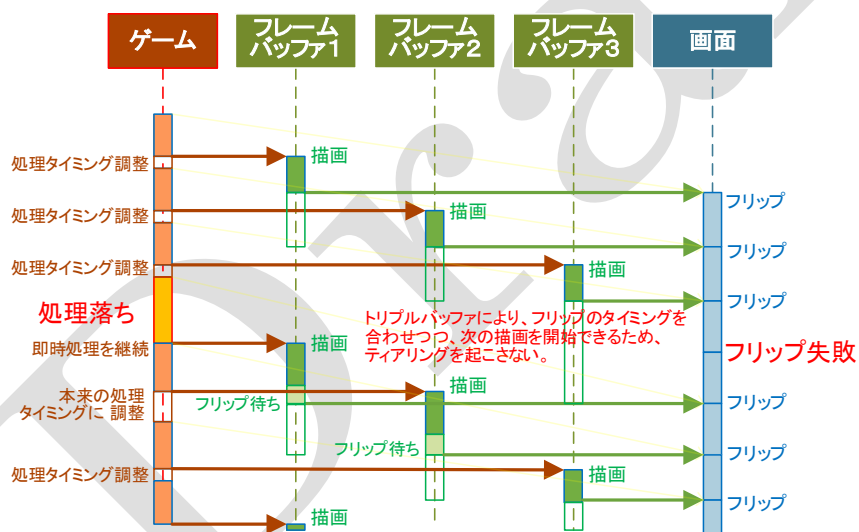 ゲーム
フレーム
バッファ1
フレーム
バッファ2
フレーム
バッファ3
画面
処理タイミング調整
描画
フリップ
処理タイミング調整
描画
フリップ
処理タイミング調整
描画
フリップ
処理落ち
トリプルバッファにより、フリップのタイミングを
合わせつつ、次の描画を開始できるため、
ティアリングを起こさない。
即時処理を継続
描画
フリップ失敗
本来の処理
タイミングに 調整
フリップ待ち
描画
フリップ
フリップ待ち
フリップ
処理タイミング調整
描画
フリップ
描画
Dra